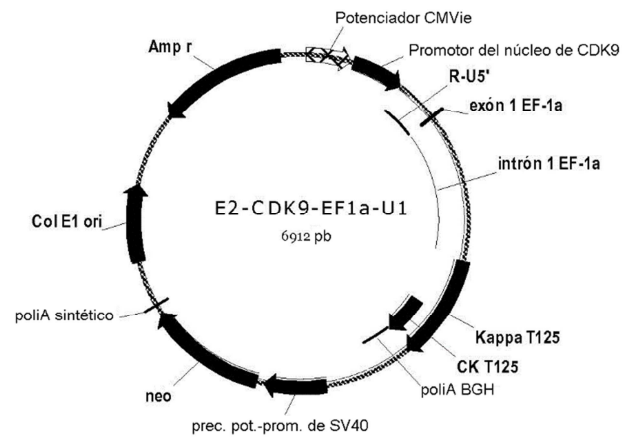 Potenciador CMVie
Promotor del núcleo de CDK9
Amp r
R-U5'
exón 1 EF-1a
intrón 1 EF-1a
E2-CDK9-EF1a-U1
6912 pb
Col E1 ori
poliA sintético
Kappa T125
CK T125
poliA BGH
neo
prec. pot.-prom. de SV40